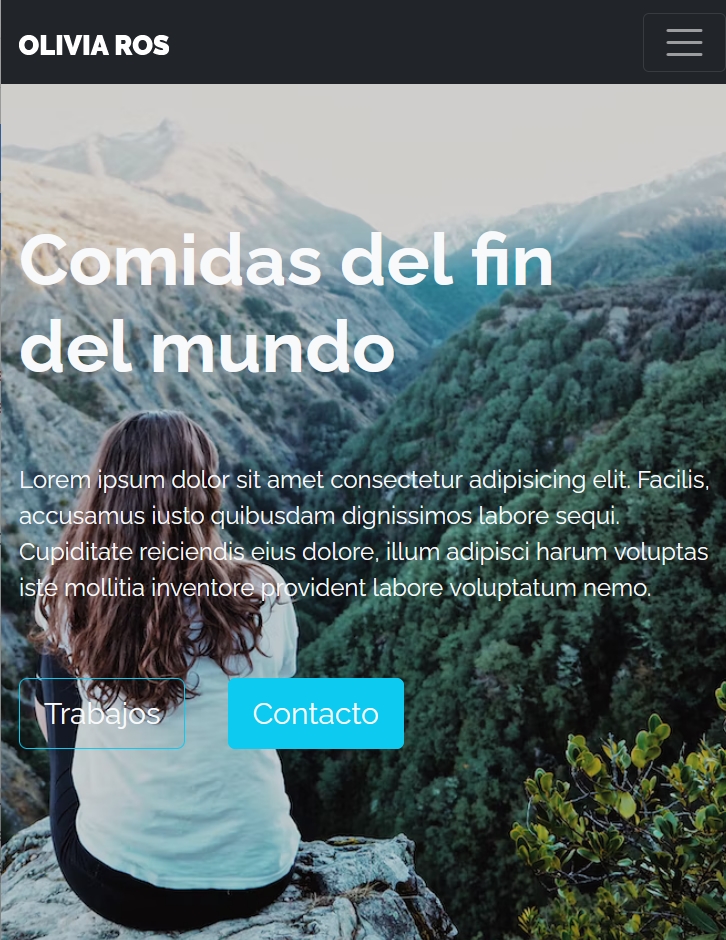 OLIVIA ROS
Comidas del fin
del mundo
Lorem ipsum dolor sit amet consectetur adipisicing elit. Facilis,
accusamus iusto quibusdam dignissimos labore sequi.
Cupiditate reiciendis eius dolore, illum adipisci harum voluptas
iste mollitia inventore provident labore voluptatum nemo.
Trabajos Contacto